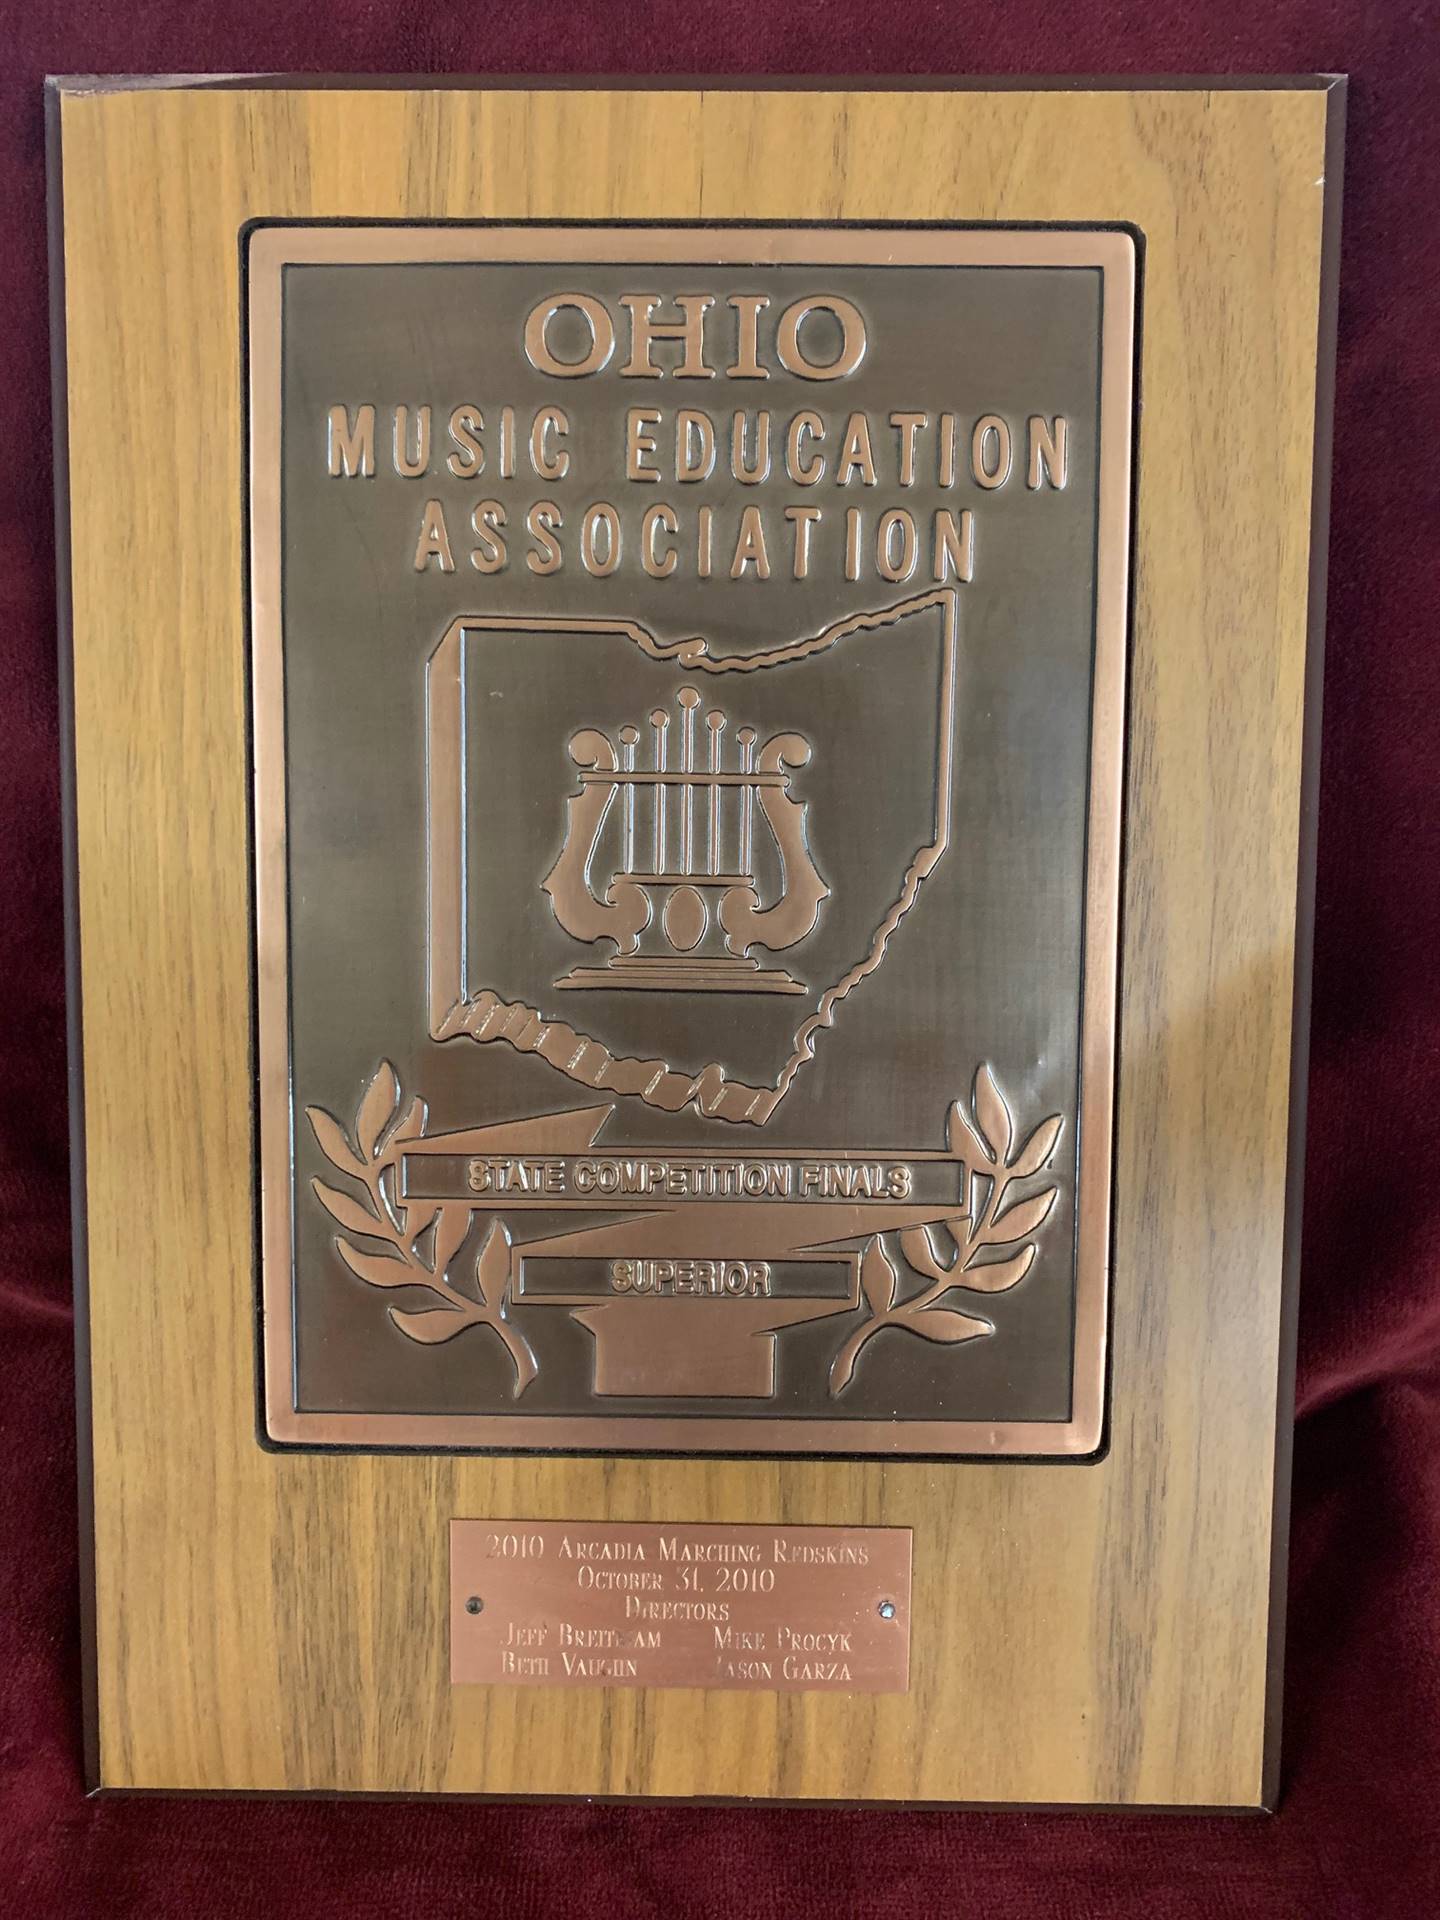 OHIO
MUSIC EDUCATION
ASSOCIATION
STATE COMPETITION FINALS
SUPERIOR
2010 ARCADIA MARCHING REDSKINS
OCTOBER 31, 2010
DIRECTORS
JEFF MIKE PROCYK
BETH VAUGHN JASON GARZA